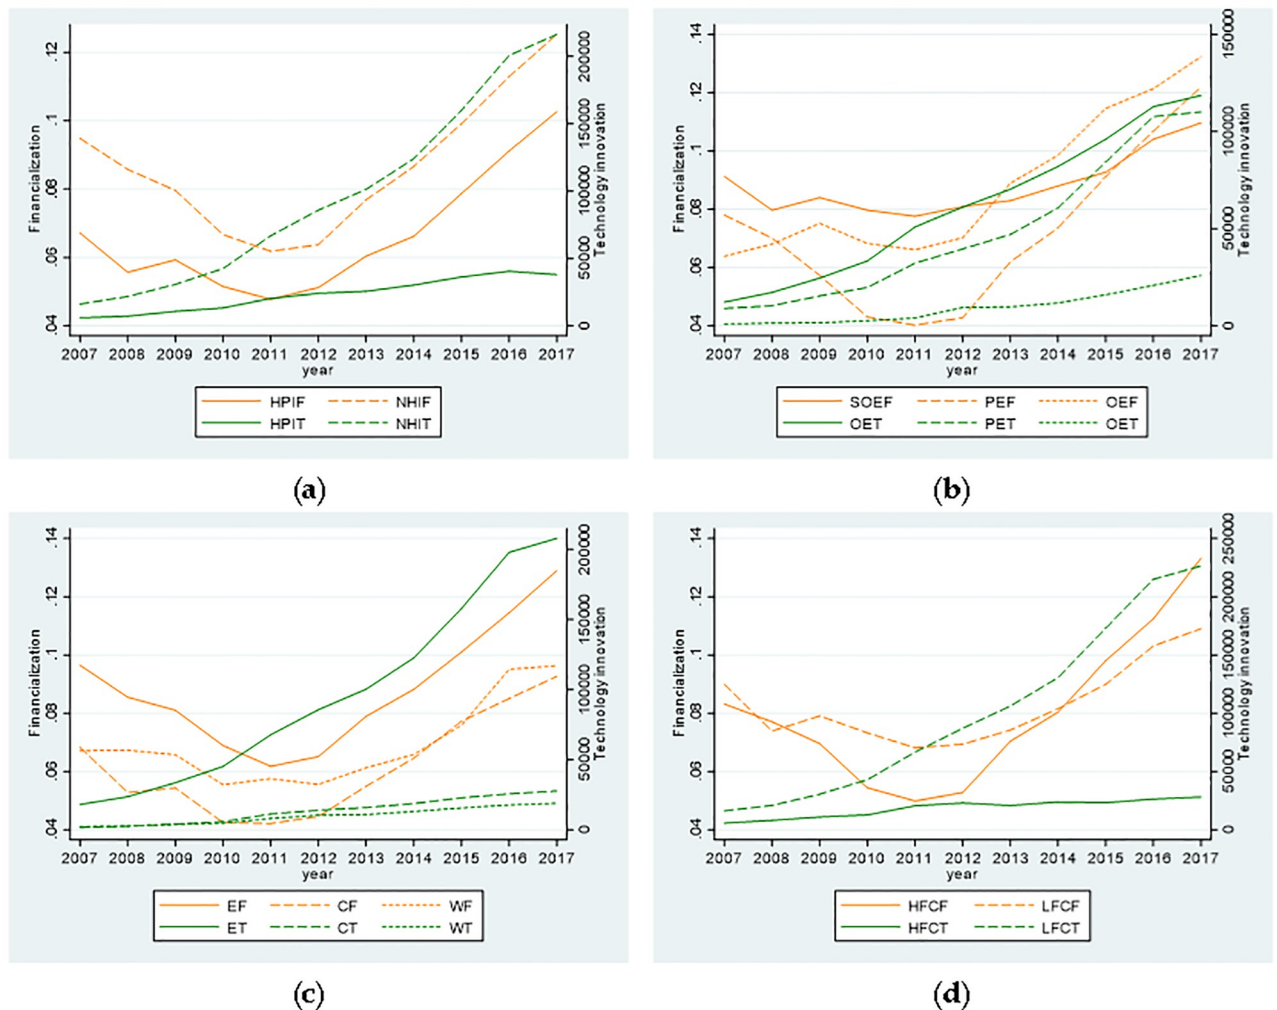 .12
.1
.08
.06
.04
Financialization
200000
150000
100000
50000
0
Technology innovation
2007 2008 2009 2010 2011 2012 2013 2014 2015 2016 2017
year
HPIF NHIF
HPIT NHIT
(a)
.14
.12
.1
.08
.06
.04
Financialization
150000
100000
50000
0
Technology innovation
2007 2008 2009 2010 2011 2012 2013 2014 2015 2016 2017
year
SOEF PEF OEF
OET PET OET
(b)
.14
.12
.1
.08
.06
.04
Financialization
200000
150000
100000
50000
0
Technology innovation
2007 2008 2009 2010 2011 2012 2013 2014 2015 2016 2017
year
EF CF WF
ET CT WT
(c)
.14
.12
.1
.08
.06
.04
Financialization
250000
200000
150000
100000
50000
0
Technology innovation
2007 2008 2009 2010 2011 2012 2013 2014 2015 2016 2017
year
HFCF LFCF
HFCT LFCT
(d)